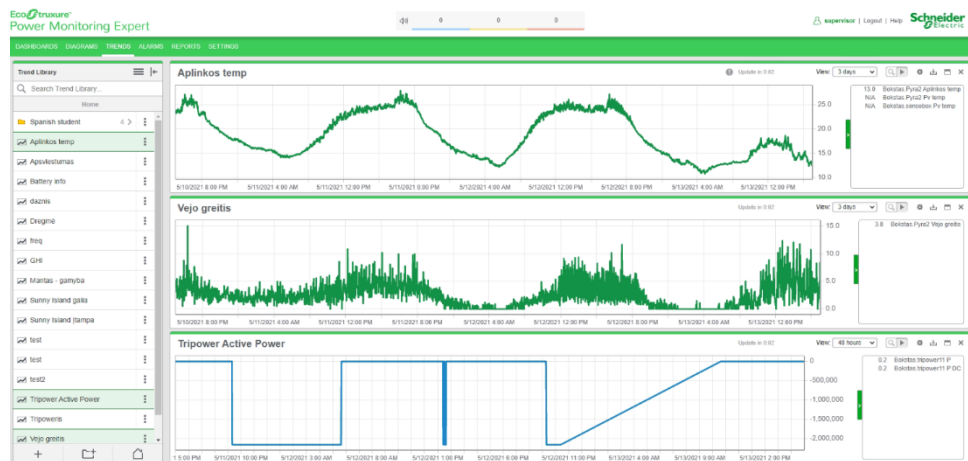 EcoStruxure™
Power Monitoring Expert
0 0 0
supervisor | Logout | Help
Schneider
Electric
DASHBOARDS DIAGRAMS TRENDS ALARMS REPORTS SETTINGS
Trend Library
Search Trend Library...
Home
Spanish student 4 >
Aplinkos temp
Apsviestumas
Battery info
daznis
Dregme
freq
GHI
Mantas - gamyba
Sunny Island galia
Sunny Island įtampa
test
test
test2
Tripower Active Power
Tripoweris
Vejo greitis
Aplinkos temp
Update in 0:02
View: 3 days
25.0
20.0
15.0
10.0
5/10/2021 8:00 PM 5/11/2021 4:00 AM 5/11/2021 12:00 PM 5/11/2021 8:00 PM 5/12/2021 4:00 AM 5/12/2021 12:00 PM 5/12/2021 8:00 PM 5/13/2021 4:00 AM 5/13/2021 12:00 PM
13.0 Bokstas.Pyra2 Aplinkos temp
N/A Bokstas.Pyra2 Pv temp
N/A Bokstas.sensebox Pv temp
Vejo greitis
Update in 0:02
View: 3 days
15.0
10.0
5.0
0.0
5/10/2021 8:00 PM 5/11/2021 4:00 AM 5/11/2021 12:00 PM 5/11/2021 8:00 PM 5/12/2021 4:00 AM 5/12/2021 12:00 PM 5/12/2021 8:00 PM 5/13/2021 4:00 AM 5/13/2021 12:00 PM
3.8 Bokstas.Pyra2 Vejo greitis
Tripower Active Power
Update in 0:02
View: 48 hours
0
-500,000
-1,000,000
-1,500,000
-2,000,000
1 5:00 PM 5/11/2021 10:00 PM 5/12/2021 3:00 AM 5/12/2021 8:00 AM 5/12/2021 1:00 PM 5/12/2021 6:00 PM 5/12/2021 11:00 PM 5/13/2021 4:00 AM 5/13/2021 9:00 AM 5/13/2021 2:00 PM
0.2 Bokstas.tripower11 P
0.2 Bokstas.tripower11 P DC